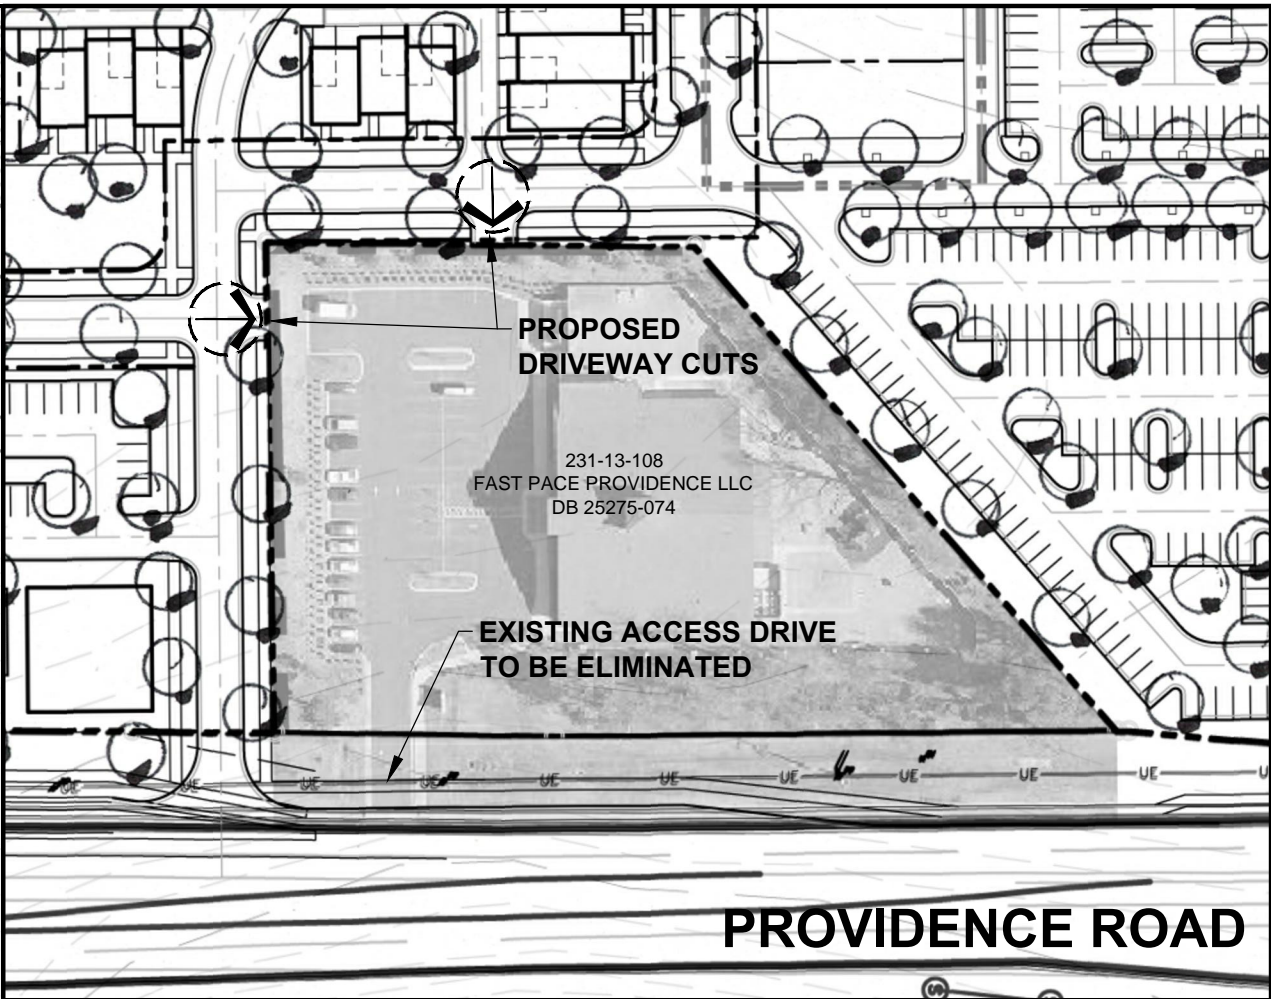 PROPOSED
DRIVEWAY CUTS
231-13-108
FAST PACE PROVIDENCE LLC
DB 25275-074
EXISTING ACCESS DRIVE
TO BE ELIMINATED
UE UE UE UE UE UE UE UE UE UE U
PROVIDENCE ROAD
S